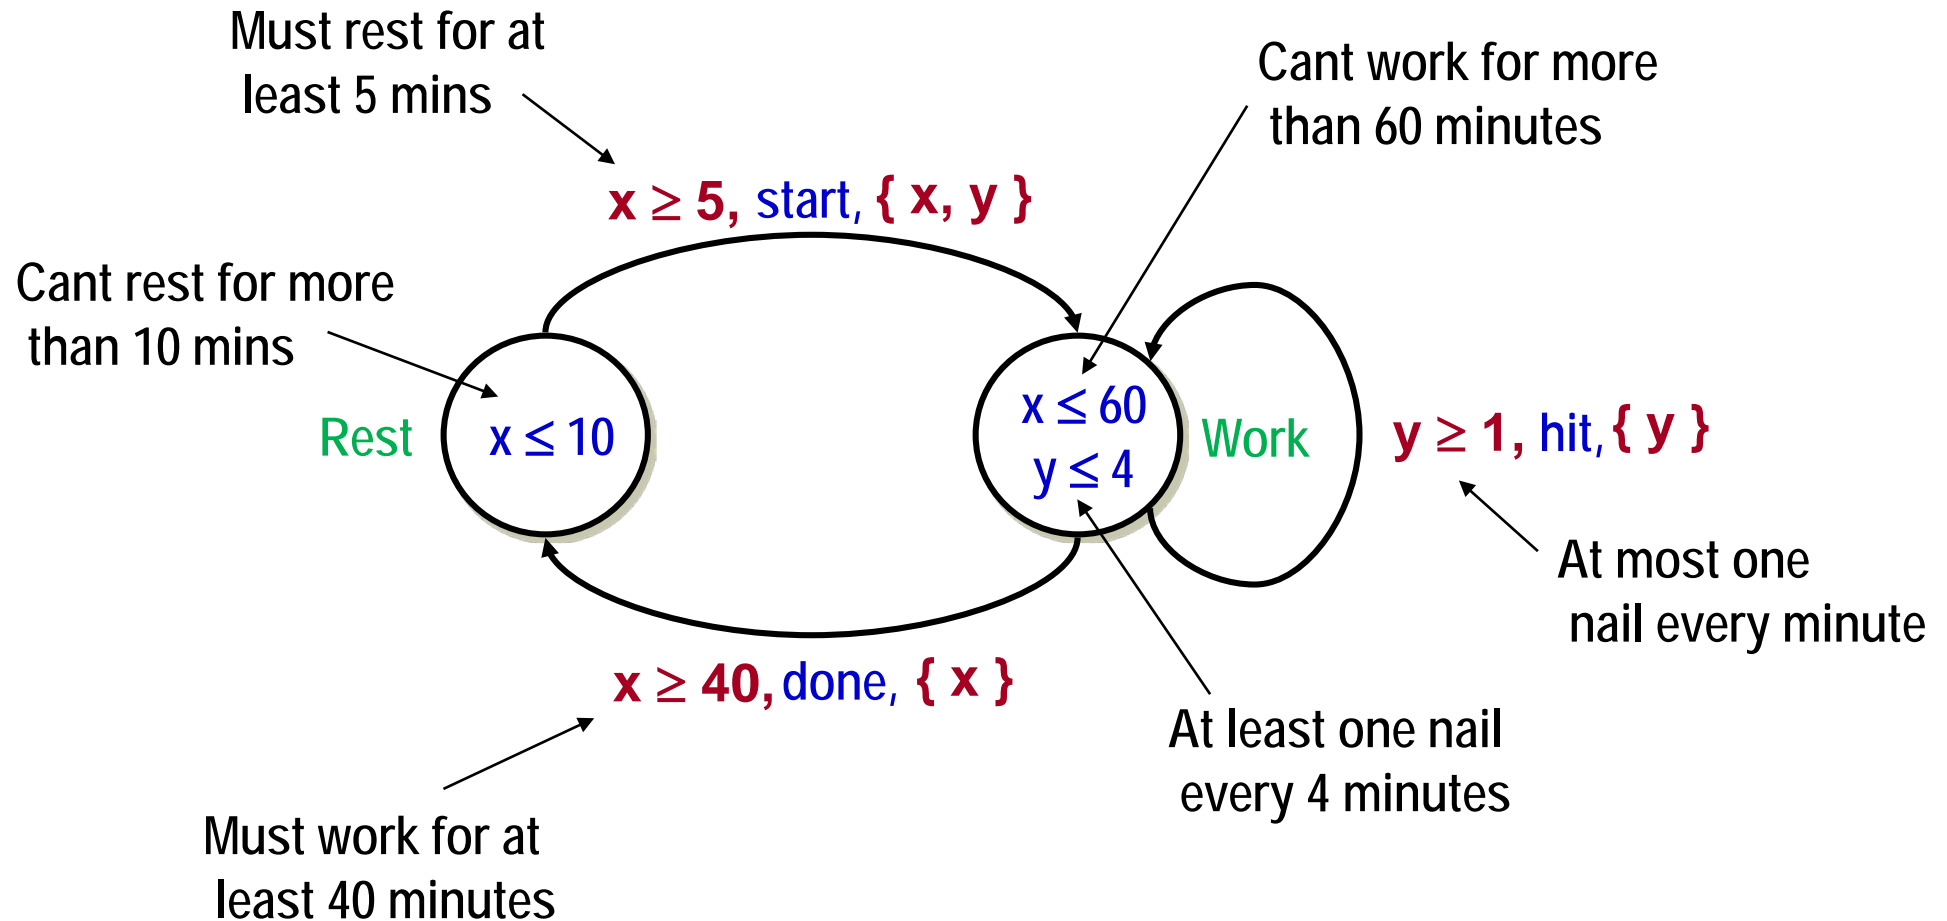 Must rest for at
least 5 mins
Cant work for more
than 60 minutes
x ≥ 5, start, { x, y }
Cant rest for more
than 10 mins
Rest
x ≤ 10
x ≤ 60
y ≤ 4
Work
y ≥ 1, hit, { y }
At most one
nail every minute
x ≥ 40, done, { x }
At least one nail
every 4 minutes
Must work for at
least 40 minutes